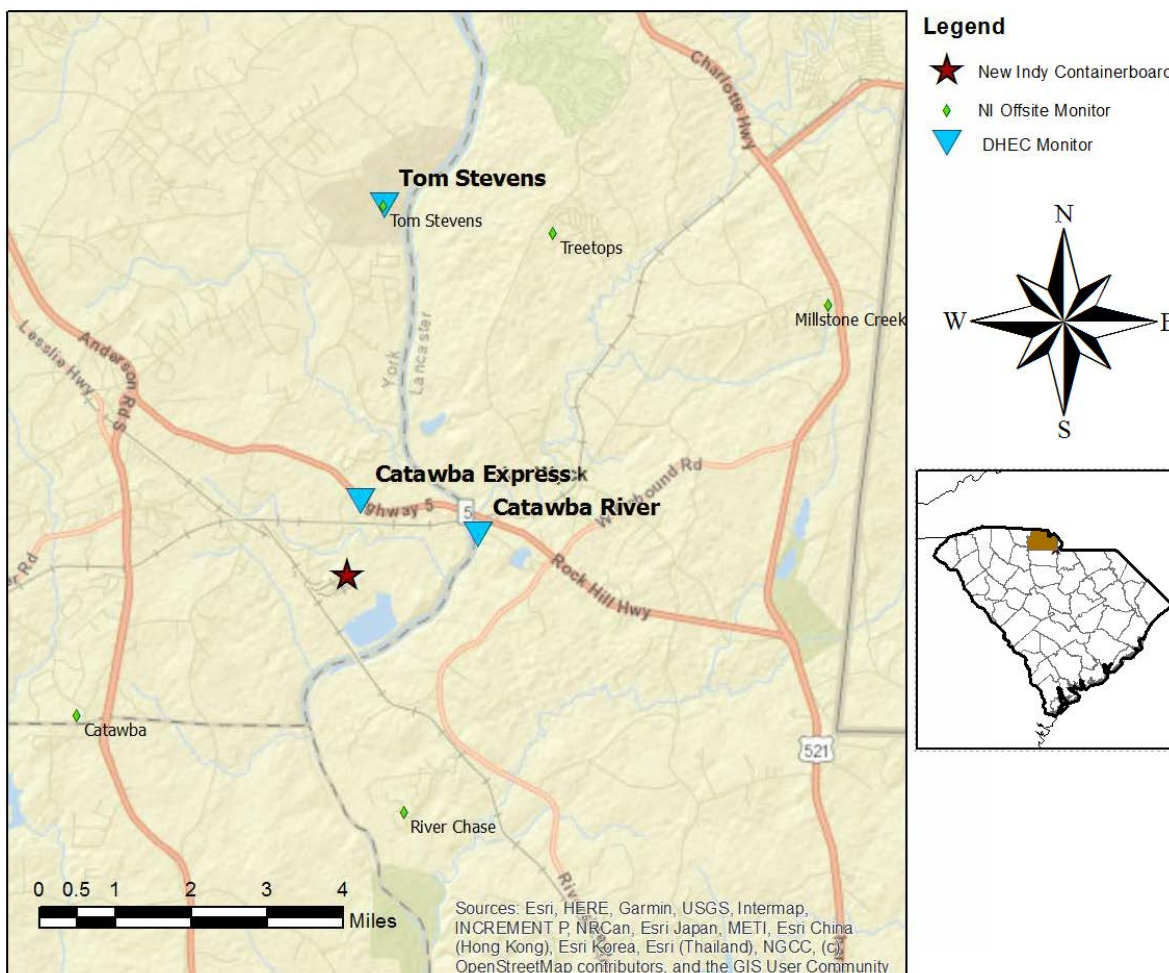 Legend
New Indy Containerboard
NI Offsite Monitor
DHEC Monitor
N
W
E
S
Charlotte Hwy
Tom Stevens
Tom Stevens
Treetops
Millstone Creek
Lesslie Hwy
Anderson Rd S
York
Lancaster
Catawba Express
ghway 5
5
Catawba River
Rd
Rock Hill Hwy
er Rd
521
Catawba
River Chase
0 0.5 1 2 3 4
Miles
Sources: Esri, HERE, Garmin, USGS, Intermap,
INCREMENT P, NRCan, Esri Japan, METI, Esri China
(Hong Kong), Esri Korea, Esri (Thailand), NGCC, (c)
OpenStreetMap contributors, and the GIS User Community